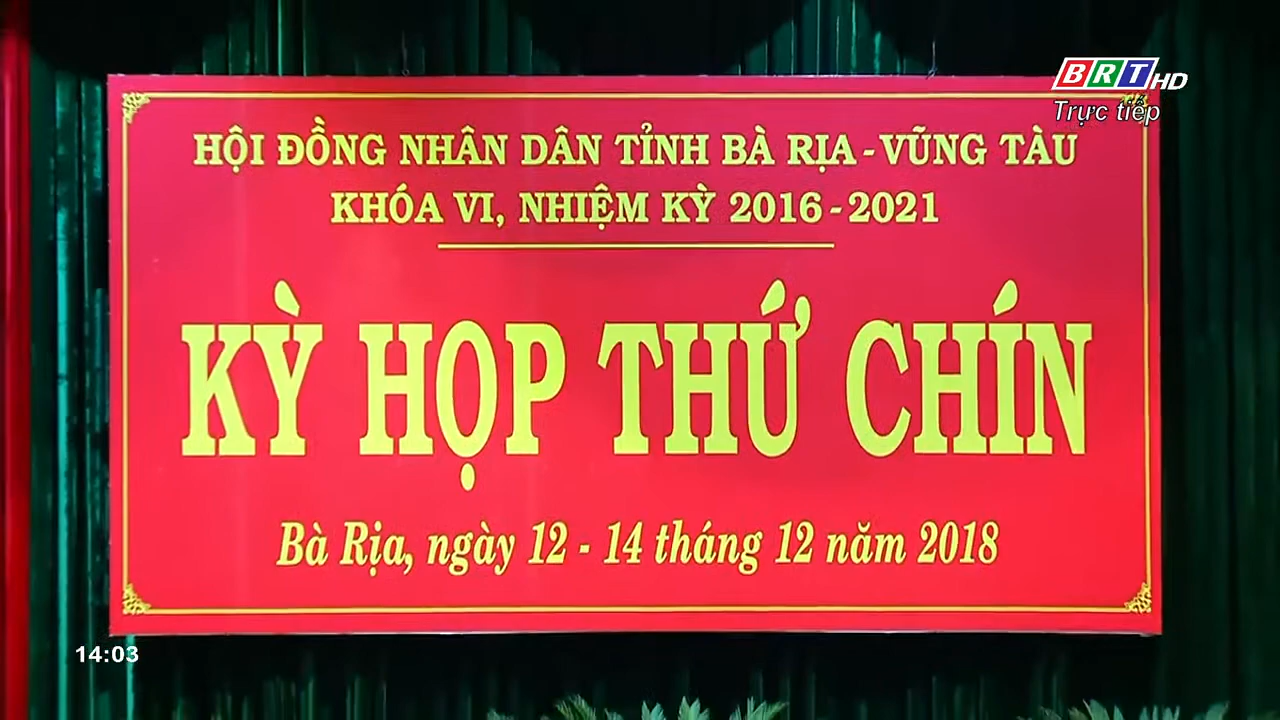 BRT HD
Trực tiếp
HỘI ĐỒNG NHÂN DÂN TỈNH BÀ RỊA - VŨNG TÀU
KHÓA VI, NHIỆM KỲ 2016 - 2021
KỲ HỌP THỨ CHÍN
Bà Rịa, ngày 12 - 14 tháng 12 năm 2018
14:03